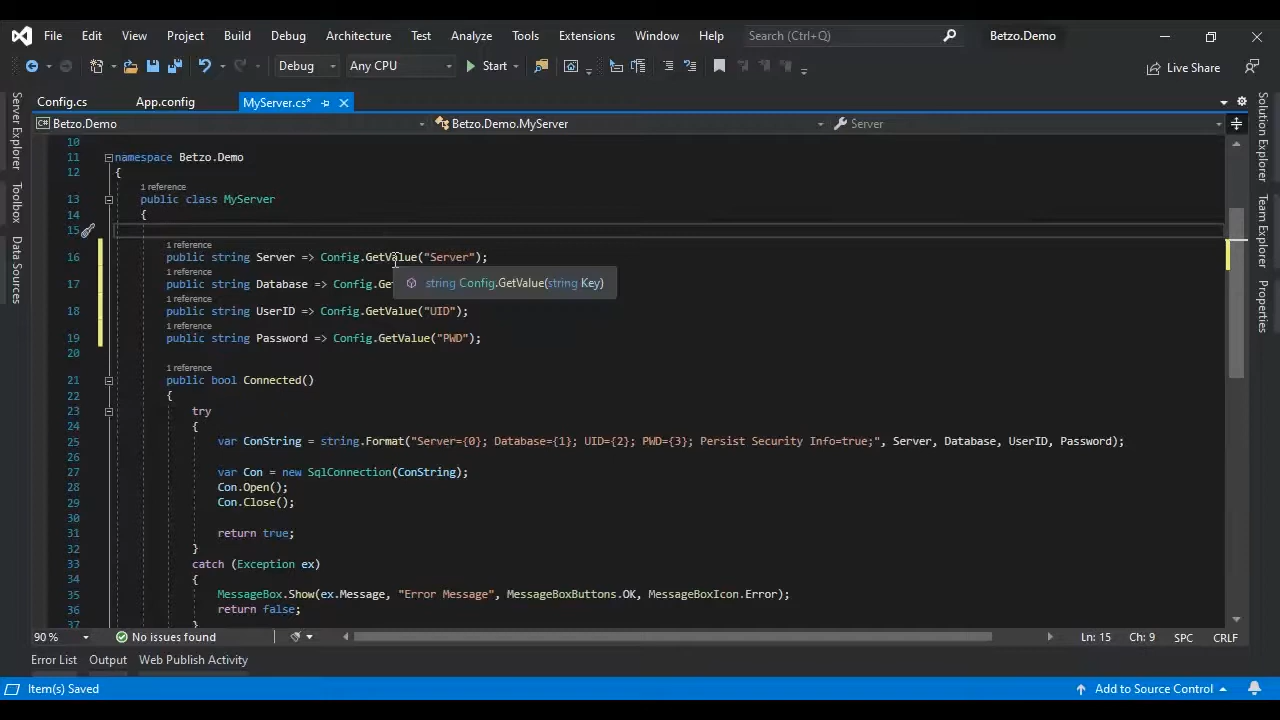 File Edit View Project Build Debug Architecture Test Analyze Tools Extensions Window Help Search (Ctrl+Q) Betzo.Demo
Debug Any CPU Start Live Share
Config.cs App.config MyServer.cs*
Betzo.Demo Betzo.Demo.MyServer Server
10
11 namespace Betzo.Demo
12 {
1 reference
13 public class MyServer
14 {
15
1 reference
16 public string Server => Config.GetValue("Server");
1 reference
17 public string Database => Config.Get
string Config.GetValue(string Key)
1 reference
18 public string UserID => Config.GetValue("UID");
1 reference
19 public string Password => Config.GetValue("PWD");
20
1 reference
21 public bool Connected()
22 {
23 try
24 {
25 var ConString = string.Format("Server={0}; Database={1}; UID={2}; PWD={3}; Persist Security Info=true;", Server, Database, UserID, Password);
26
27 var Con = new SqlConnection(ConString);
28 Con.Open();
29 Con.Close();
30
31 return true;
32 }
33 catch (Exception ex)
34 {
35 MessageBox.Show(ex.Message, "Error Message", MessageBoxButtons.OK, MessageBoxIcon.Error);
36 return false;
37 }
90 % No issues found Ln: 15 Ch: 9 SPC CRLF
Error List Output Web Publish Activity
Item(s) Saved Add to Source Control
Server Explorer
Toolbox
Data Sources
Solution Explorer
Team Explorer
Properties